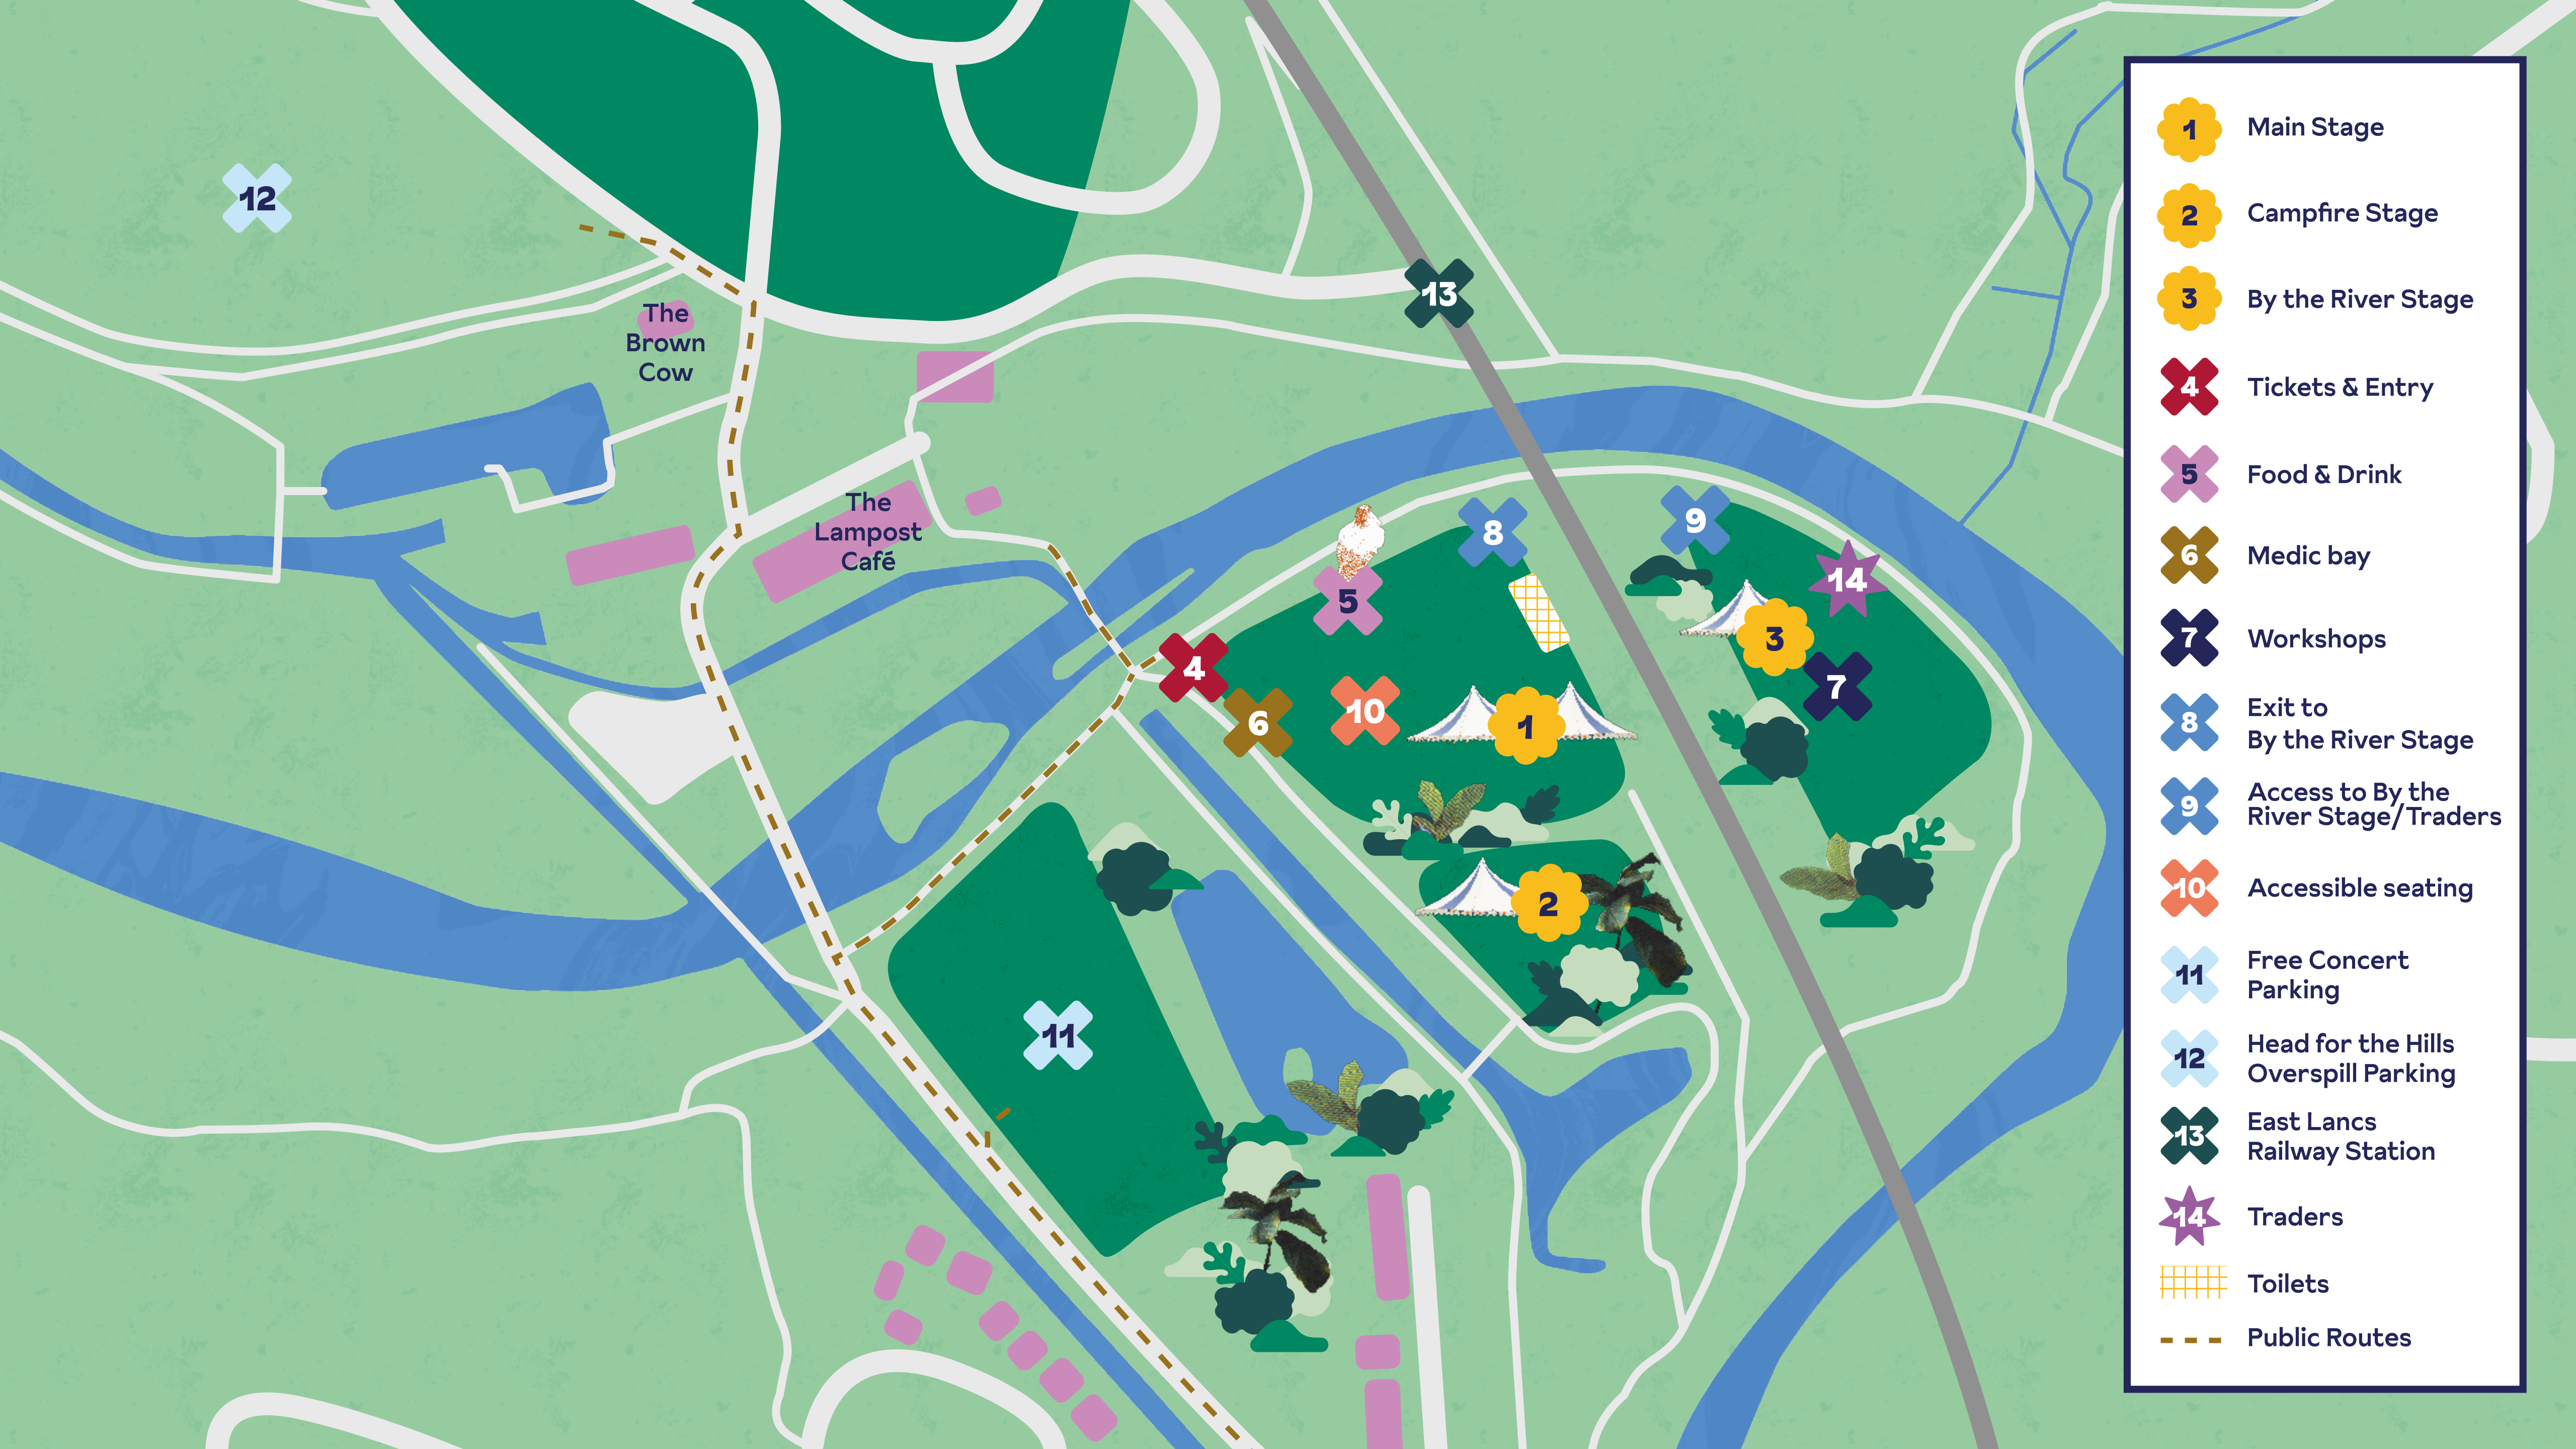 12
13
The
Brown
Cow
The
Lampost
Café
8
9
5
14
3
4
7
6
10
1
2
11
1 Main Stage
2 Campfire Stage
3 By the River Stage
4 Tickets & Entry
5 Food & Drink
6 Medic bay
7 Workshops
8 Exit to
By the River Stage
9 Access to By the
River Stage/Traders
10 Accessible seating
11 Free Concert
Parking
12 Head for the Hills
Overspill Parking
13 East Lancs
Railway Station
14 Traders
Toilets
Public Routes